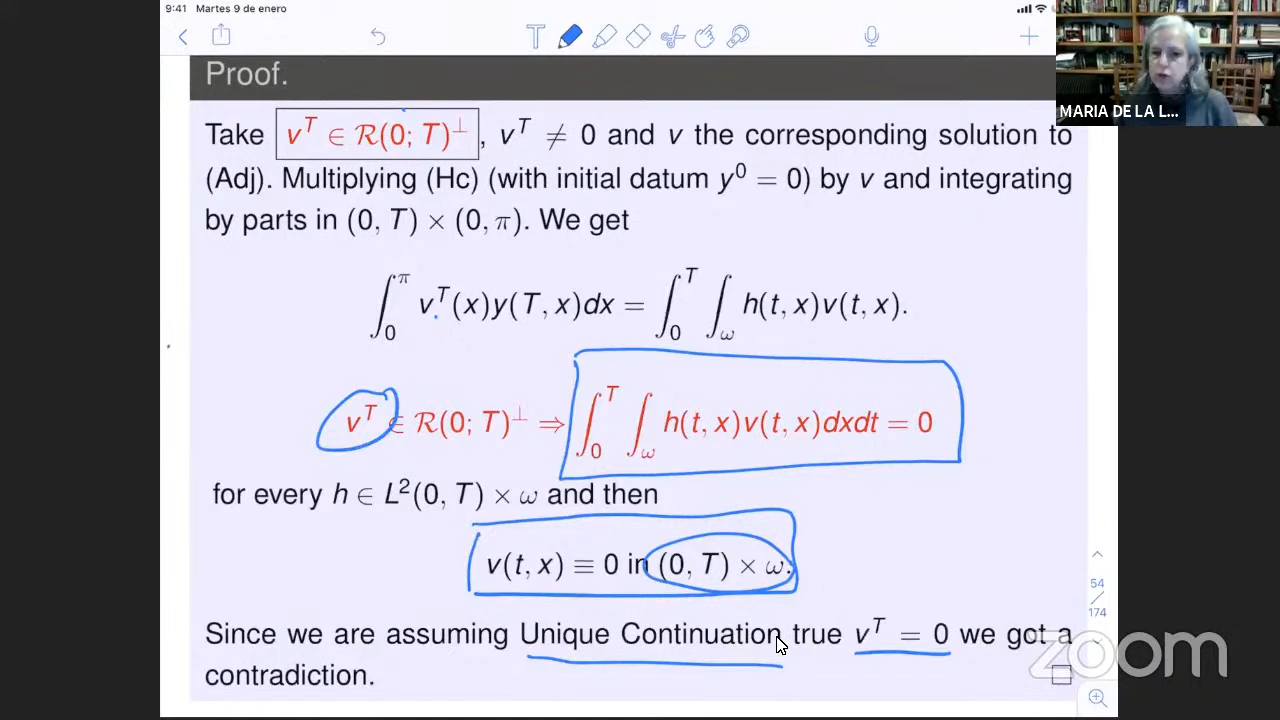 9:41 Martes 9 de enero
MARIA DE LA L...
Proof.
Take v^T ∈ R(0; T)^⊥, v^T ≠ 0 and v the corresponding solution to
(Adj). Multiplying (Hc) (with initial datum y^0 = 0) by v and integrating
by parts in (0, T) × (0, π). We get
∫_0^π v^T(x)y(T, x)dx = ∫_0^T ∫_ω h(t, x)v(t, x).
v^T ∈ R(0; T)^⊥ ⇒ ∫_0^T ∫_ω h(t, x)v(t, x)dxdt = 0
for every h ∈ L^2(0, T) × ω and then
v(t, x) ≡ 0 in (0, T) × ω.
Since we are assuming Unique Continuation true v^T = 0 we got a
contradiction.
54
174
zoom